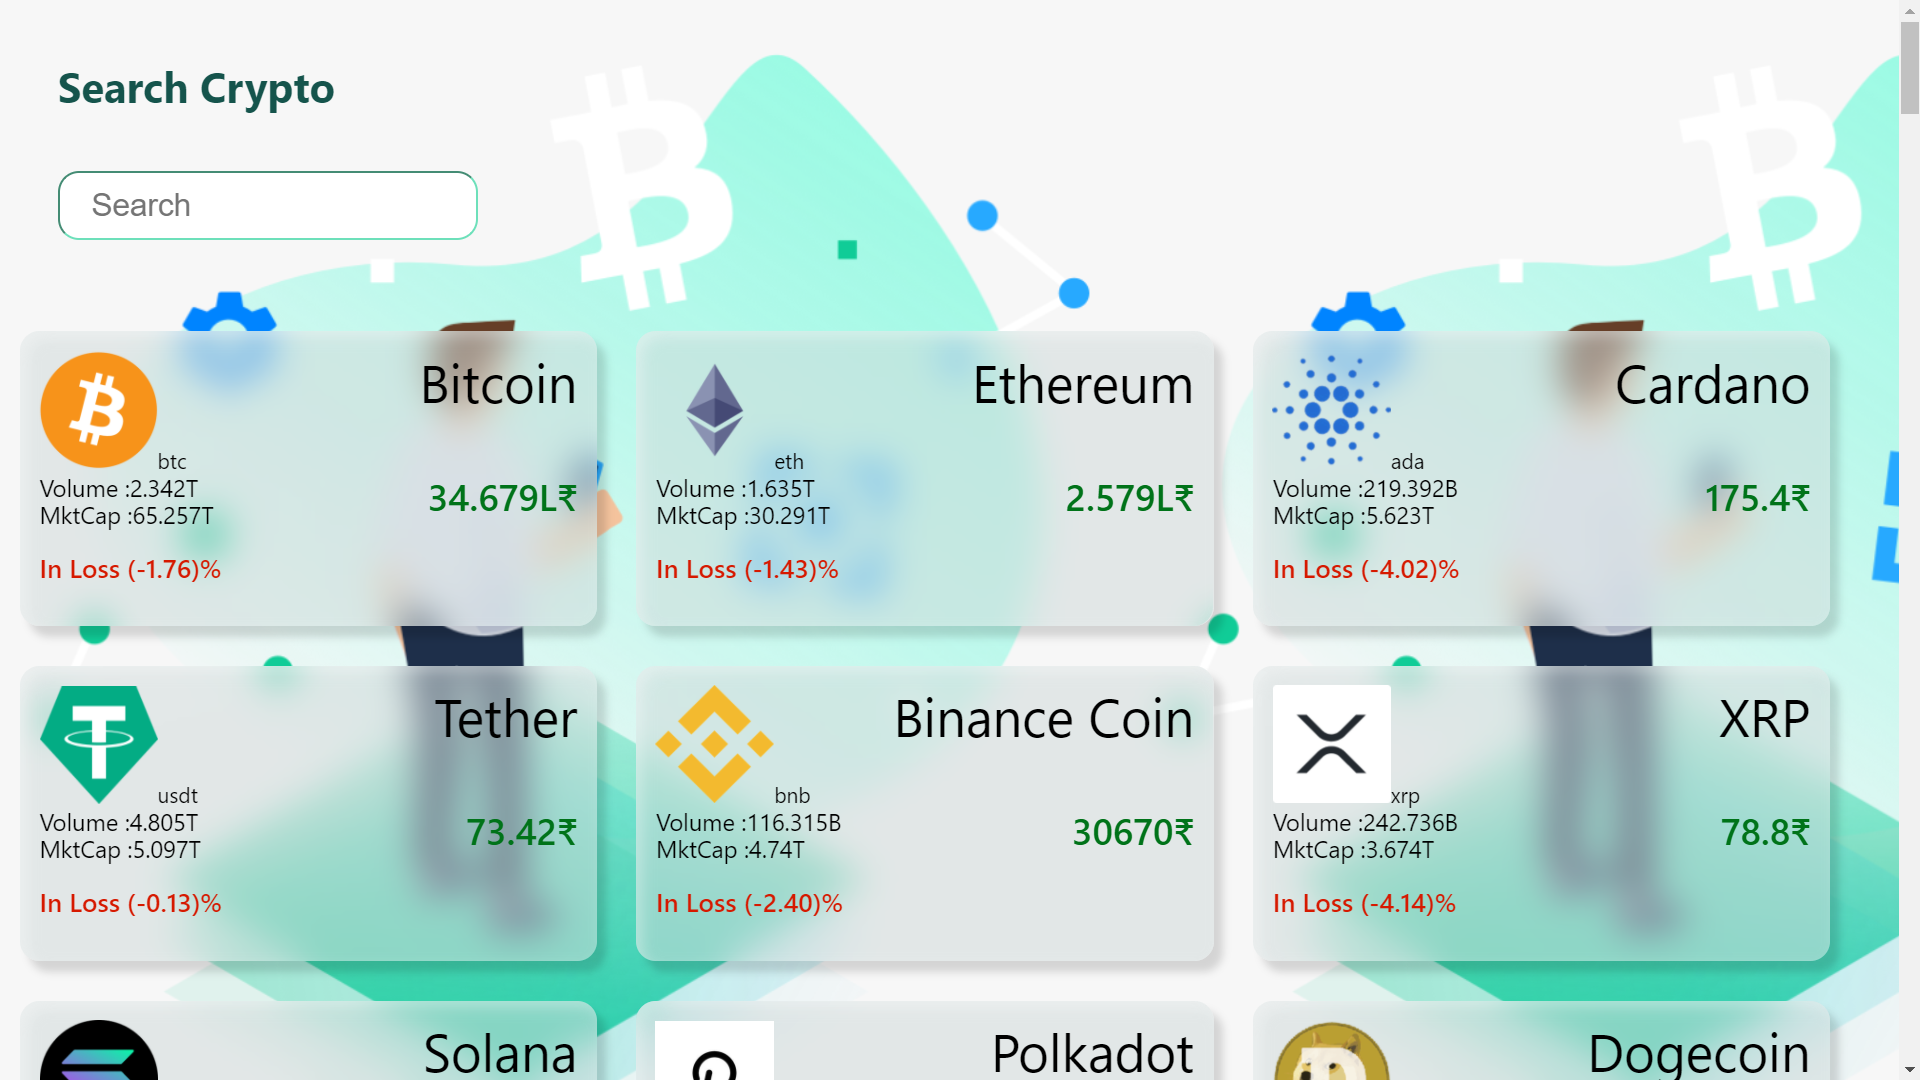 Search Crypto
Search
Bitcoin
btc
Volume :2.342T
34.679L₹
MktCap :65.257T
In Loss (-1.76)%
Ethereum
eth
Volume :1.635T
2.579L₹
MktCap :30.291T
In Loss (-1.43)%
Cardano
ada
Volume :219.392B
175.4₹
MktCap :5.623T
In Loss (-4.02)%
Tether
usdt
Volume :4.805T
73.42₹
MktCap :5.097T
In Loss (-0.13)%
Binance Coin
bnb
Volume :116.315B
30670₹
MktCap :4.74T
In Loss (-2.40)%
XRP
xrp
Volume :242.736B
78.8₹
MktCap :3.674T
In Loss (-4.14)%
Solana
Polkadot
Dogecoin